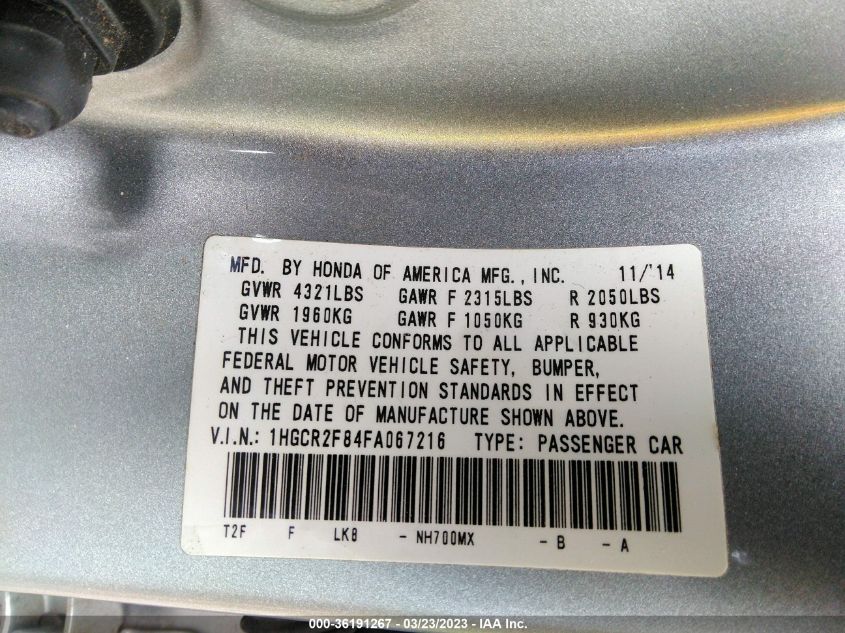 MFD. BY HONDA OF AMERICA MFG., INC. 11/'14
GVWR 4321LBS GAWR F 2315LBS R 2050LBS
GVWR 1960KG GAWR F 1050KG R 930KG
THIS VEHICLE CONFORMS TO ALL APPLICABLE
FEDERAL MOTOR VEHICLE SAFETY, BUMPER,
AND THEFT PREVENTION STANDARDS IN EFFECT
ON THE DATE OF MANUFACTURE SHOWN ABOVE.
V.I.N.: 1HGCR2F84FA067216 TYPE: PASSENGER CAR
T2F F LK8 - NH700MX - B - A
000-36191267 - 03/23/2023 - IAA Inc.